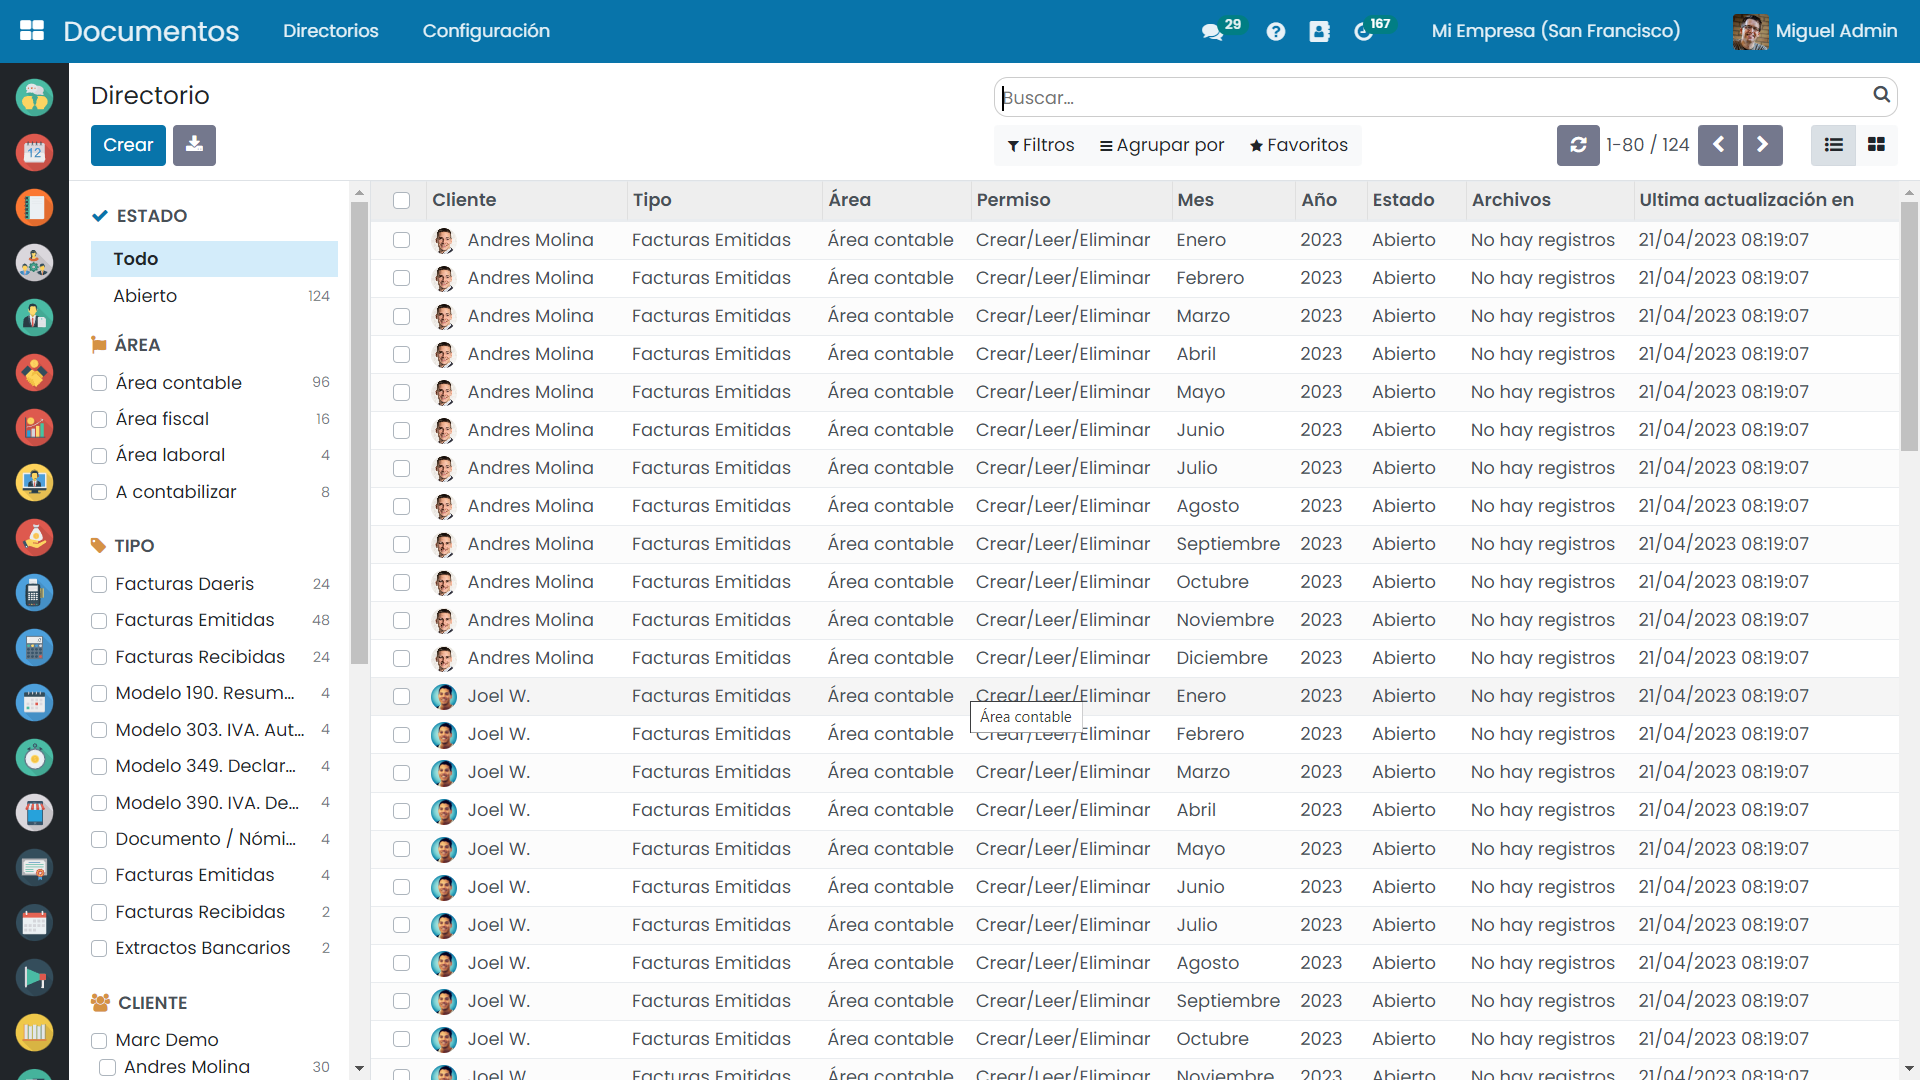 Documentos Directorios Configuración 29 167 Mi Empresa (San Francisco) Miguel Admin
Directorio
Buscar...
Crear
Filtros Agrupar por Favoritos 1-80 / 124
ESTADO
Todo
Abierto 124
ÁREA
Área contable 96
Área fiscal 16
Área laboral 4
A contabilizar 8
TIPO
Facturas Daeris 24
Facturas Emitidas 48
Facturas Recibidas 24
Modelo 190. Resum... 4
Modelo 303. IVA. Aut... 4
Modelo 349. Declar... 4
Modelo 390. IVA. De... 4
Documento / Nómi... 4
Facturas Emitidas 4
Facturas Recibidas 2
Extractos Bancarios 2
CLIENTE
Marc Demo
Andres Molina 30
Cliente Tipo Área Permiso Mes Año Estado Archivos Ultima actualización en
Andres Molina Facturas Emitidas Área contable Crear/Leer/Eliminar Enero 2023 Abierto No hay registros 21/04/2023 08:19:07
Andres Molina Facturas Emitidas Área contable Crear/Leer/Eliminar Febrero 2023 Abierto No hay registros 21/04/2023 08:19:07
Andres Molina Facturas Emitidas Área contable Crear/Leer/Eliminar Marzo 2023 Abierto No hay registros 21/04/2023 08:19:07
Andres Molina Facturas Emitidas Área contable Crear/Leer/Eliminar Abril 2023 Abierto No hay registros 21/04/2023 08:19:07
Andres Molina Facturas Emitidas Área contable Crear/Leer/Eliminar Mayo 2023 Abierto No hay registros 21/04/2023 08:19:07
Andres Molina Facturas Emitidas Área contable Crear/Leer/Eliminar Junio 2023 Abierto No hay registros 21/04/2023 08:19:07
Andres Molina Facturas Emitidas Área contable Crear/Leer/Eliminar Julio 2023 Abierto No hay registros 21/04/2023 08:19:07
Andres Molina Facturas Emitidas Área contable Crear/Leer/Eliminar Agosto 2023 Abierto No hay registros 21/04/2023 08:19:07
Andres Molina Facturas Emitidas Área contable Crear/Leer/Eliminar Septiembre 2023 Abierto No hay registros 21/04/2023 08:19:07
Andres Molina Facturas Emitidas Área contable Crear/Leer/Eliminar Octubre 2023 Abierto No hay registros 21/04/2023 08:19:07
Andres Molina Facturas Emitidas Área contable Crear/Leer/Eliminar Noviembre 2023 Abierto No hay registros 21/04/2023 08:19:07
Andres Molina Facturas Emitidas Área contable Crear/Leer/Eliminar Diciembre 2023 Abierto No hay registros 21/04/2023 08:19:07
Joel W. Facturas Emitidas Área contable Crear/Leer/Eliminar Enero 2023 Abierto No hay registros 21/04/2023 08:19:07
Área contable
Joel W. Facturas Emitidas Área contable Crear/Leer/Eliminar Febrero 2023 Abierto No hay registros 21/04/2023 08:19:07
Joel W. Facturas Emitidas Área contable Crear/Leer/Eliminar Marzo 2023 Abierto No hay registros 21/04/2023 08:19:07
Joel W. Facturas Emitidas Área contable Crear/Leer/Eliminar Abril 2023 Abierto No hay registros 21/04/2023 08:19:07
Joel W. Facturas Emitidas Área contable Crear/Leer/Eliminar Mayo 2023 Abierto No hay registros 21/04/2023 08:19:07
Joel W. Facturas Emitidas Área contable Crear/Leer/Eliminar Junio 2023 Abierto No hay registros 21/04/2023 08:19:07
Joel W. Facturas Emitidas Área contable Crear/Leer/Eliminar Julio 2023 Abierto No hay registros 21/04/2023 08:19:07
Joel W. Facturas Emitidas Área contable Crear/Leer/Eliminar Agosto 2023 Abierto No hay registros 21/04/2023 08:19:07
Joel W. Facturas Emitidas Área contable Crear/Leer/Eliminar Septiembre 2023 Abierto No hay registros 21/04/2023 08:19:07
Joel W. Facturas Emitidas Área contable Crear/Leer/Eliminar Octubre 2023 Abierto No hay registros 21/04/2023 08:19:07
Joel W. Facturas Emitidas Área contable Crear/Leer/Eliminar Noviembre 2023 Abierto No hay registros 21/04/2023 08:19:07